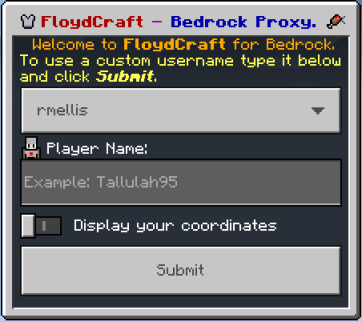 FloydCraft - Bedrock Proxy.
Welcome to FloydCraft for Bedrock.
To use a custom username type it below
and click Submit.
rmellis
Player Name:
Example: Tallulah95
Display your coordinates
Submit